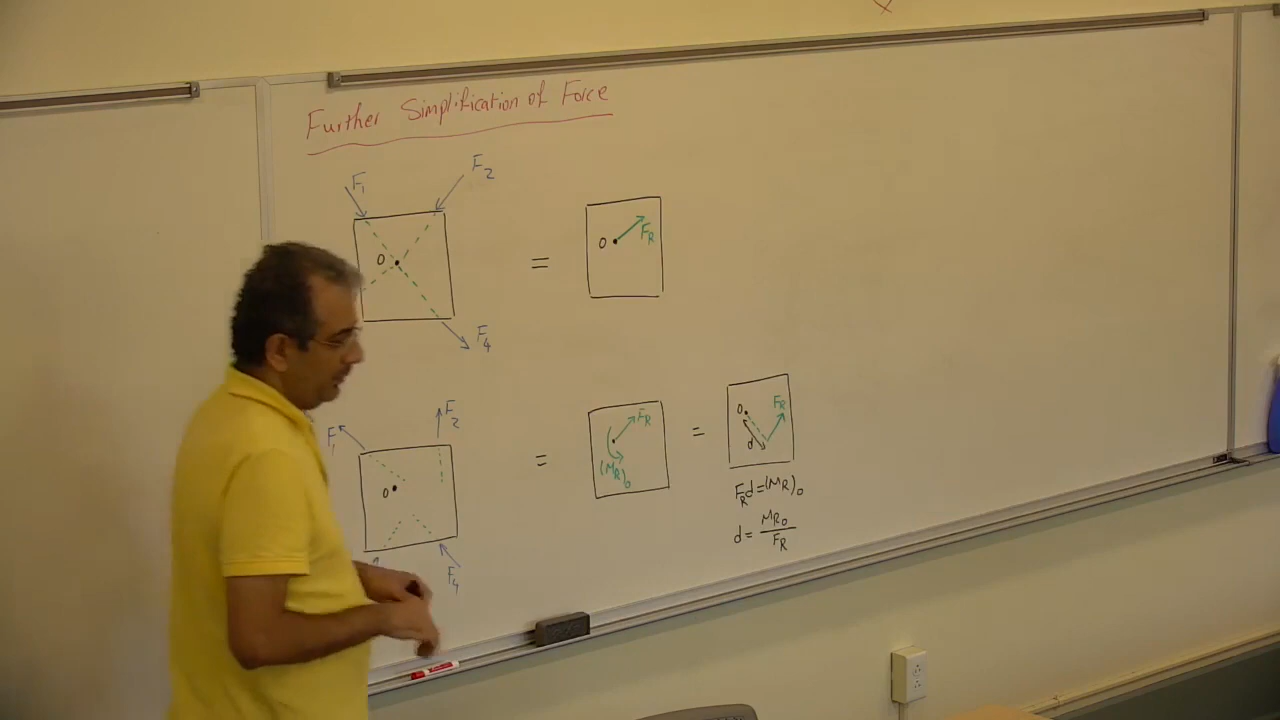 Further Simplification of Force
F1
F2
O
F4
=
O
FR
F1
F2
O
F4
=
FR
(MR)O
=
O
FR
d
FRd=(MR)O
d=MRO/FR